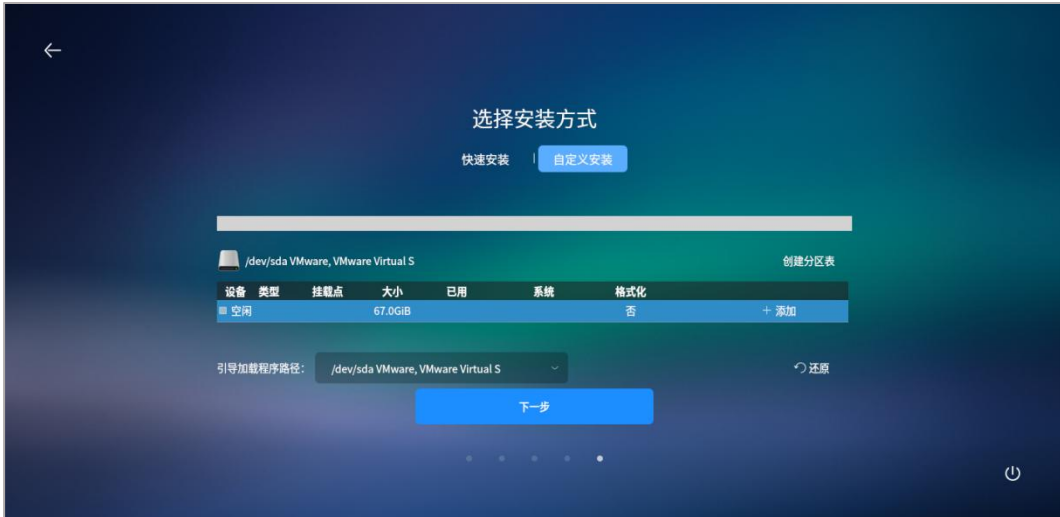 选择安装方式
快速安装 | 自定义安装
/dev/sda VMware, VMware Virtual S 创建分区表
设备 类型 挂载点 大小 已用 系统 格式化
空闲 67.0GiB 否 + 添加
引导加载程序路径: /dev/sda VMware, VMware Virtual S 还原
下一步